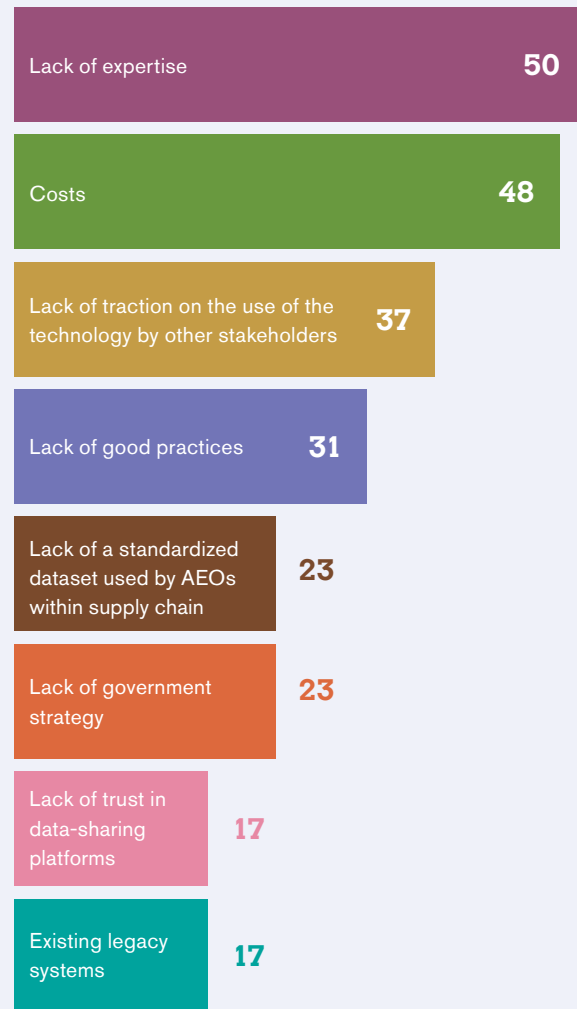 Lack of expertise 50
Costs 48
Lack of traction on the use of the
technology by other stakeholders 37
Lack of good practices 31
Lack of a standardized
dataset used by AEOs
within supply chain
23
Lack of government
strategy
23
Lack of trust in
data-sharing
platforms
17
Existing legacy
systems
17